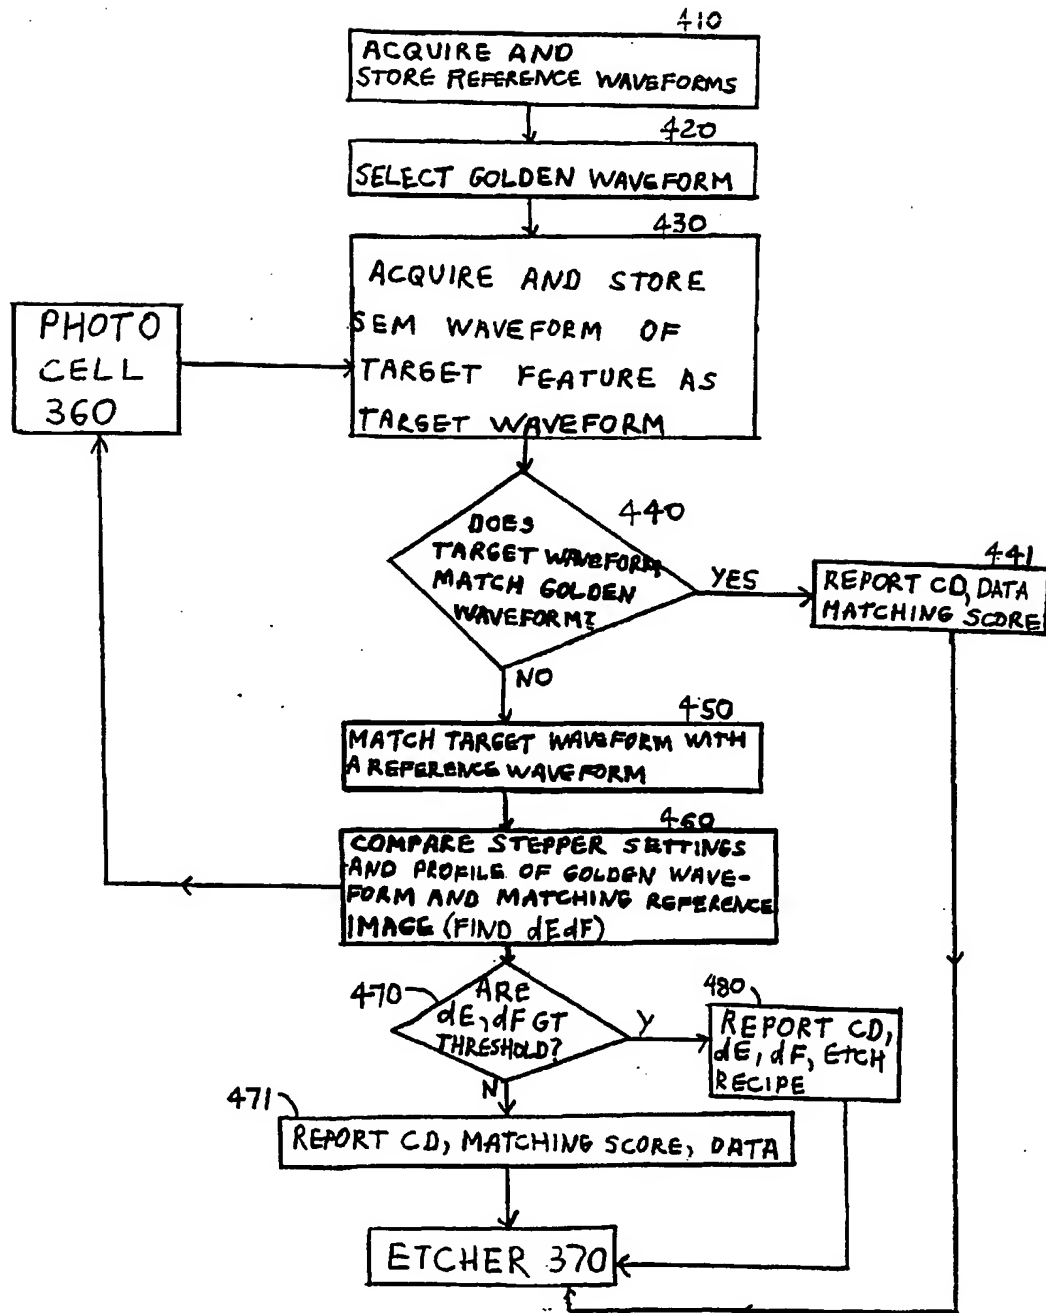 410
ACQUIRE AND
STORE REFERENCE WAVEFORMS
420
SELECT GOLDEN WAVEFORM
430
ACQUIRE AND STORE
SEM WAVEFORM OF
TARGET FEATURE AS
TARGET WAVEFORM
PHOTO
CELL
360
440
DOES
TARGET WAVEFORM
MATCH GOLDEN
WAVEFORM?
YES
441
REPORT CD, DATA
MATCHING SCORE
NO
450
MATCH TARGET WAVEFORM WITH
A REFERENCE WAVEFORM
460
COMPARE STEPPER SETTINGS
AND PROFILE OF GOLDEN WAVE-
FORM AND MATCHING REFERENCE
IMAGE (FIND dEdF)
470
ARE
dE, dF GT
THRESHOLD?
Y
480
REPORT CD,
dE, dF, ETCH
RECIPE
N
471
REPORT CD, MATCHING SCORE, DATA
ETCHER 370